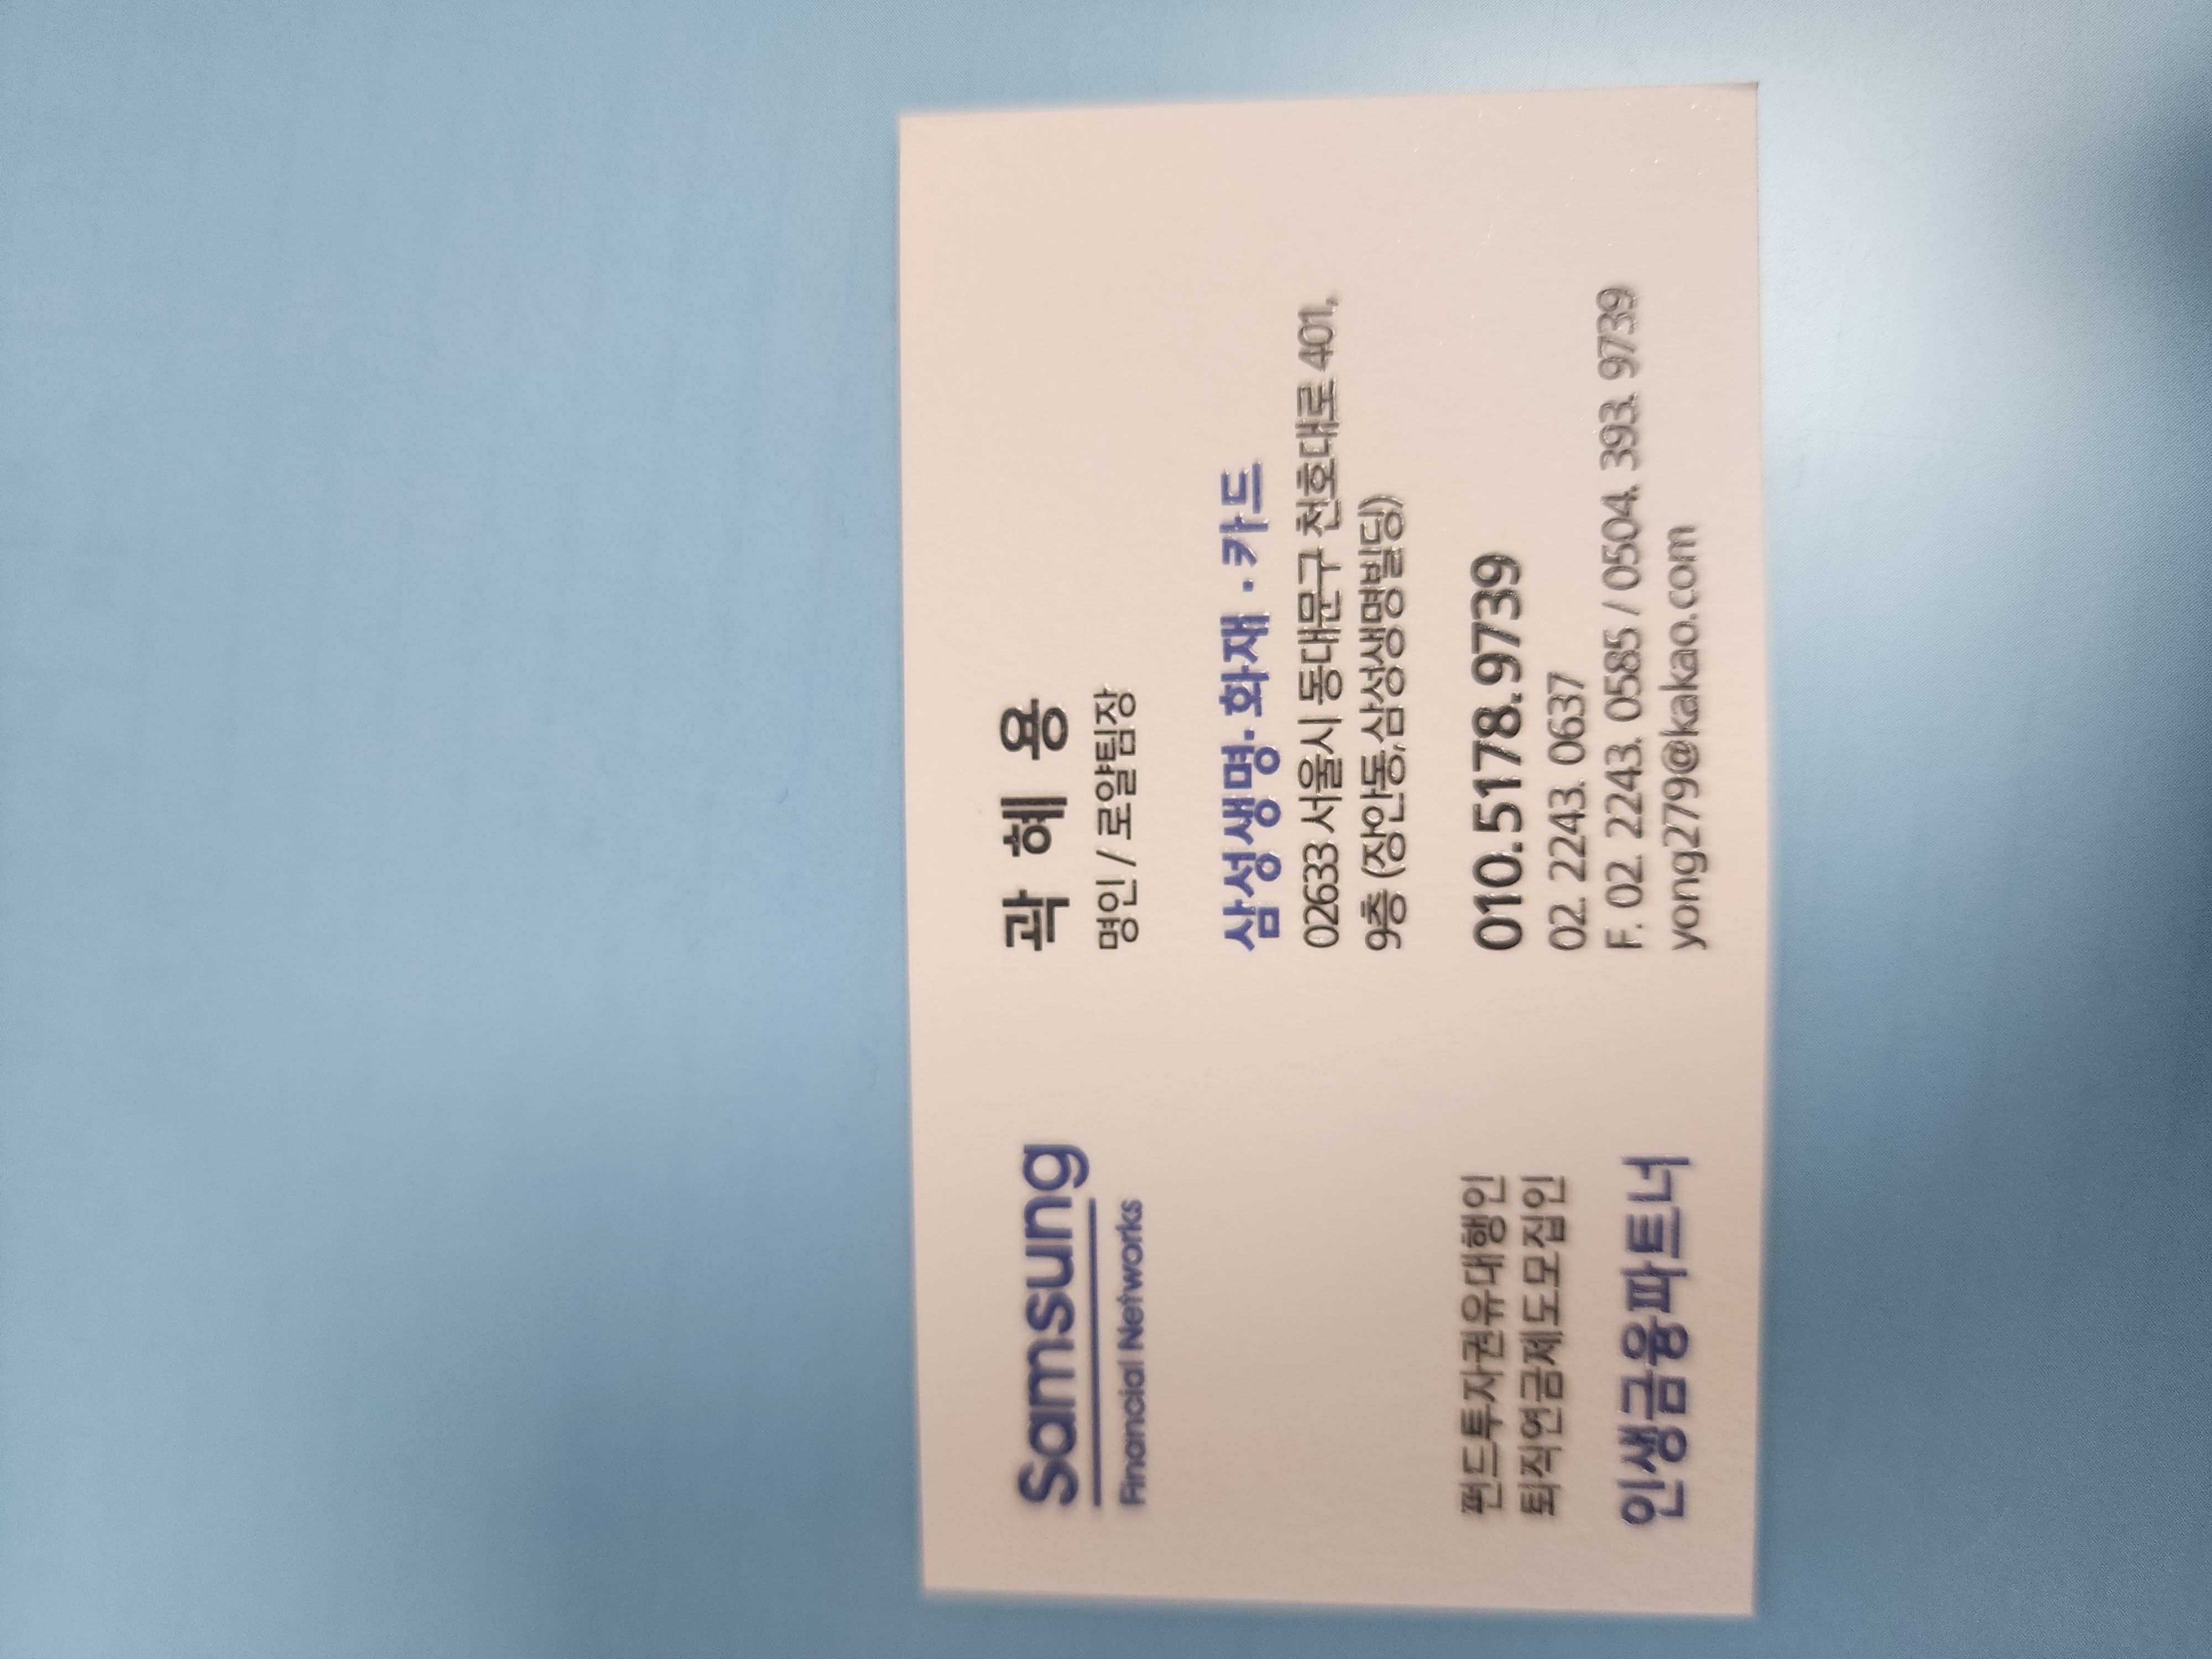 Samsung
Financial Networks
곽 혜 용
명인 / 로얄팀장
삼성생명·화재·카드
02633 서울시 동대문구 천호대로 401,
9층 (장안동,삼성생명빌딩)
010.5178.9739
02. 2243. 0637
F. 02. 2243. 0585 / 0504. 393. 9739
yong279@kakao.com
펀드투자권유대행인
퇴직연금제도모집인
인생금융파트너